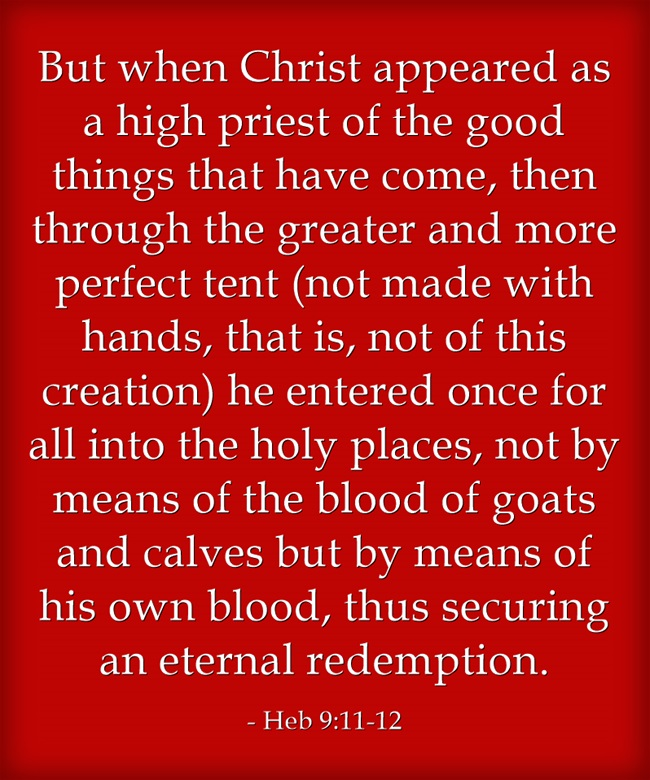 But when Christ appeared as
a high priest of the good
things that have come, then
through the greater and more
perfect tent (not made with
hands, that is, not of this
creation) he entered once for
all into the holy places, not by
means of the blood of goats
and calves but by means of
his own blood, thus securing
an eternal redemption.
- Heb 9:11-12